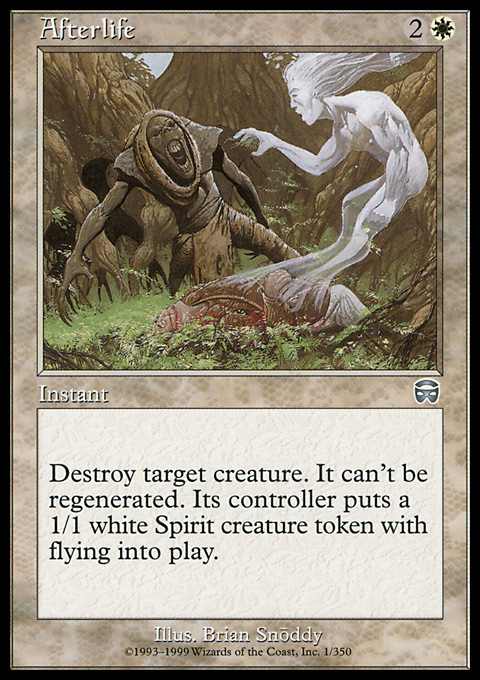 Afterlife 2
Instant
Destroy target creature. It can't be
regenerated. Its controller puts a
1/1 white Spirit creature token with
flying into play.
Illus. Brian Snōddy
©1993–1999 Wizards of the Coast, Inc. 1/350